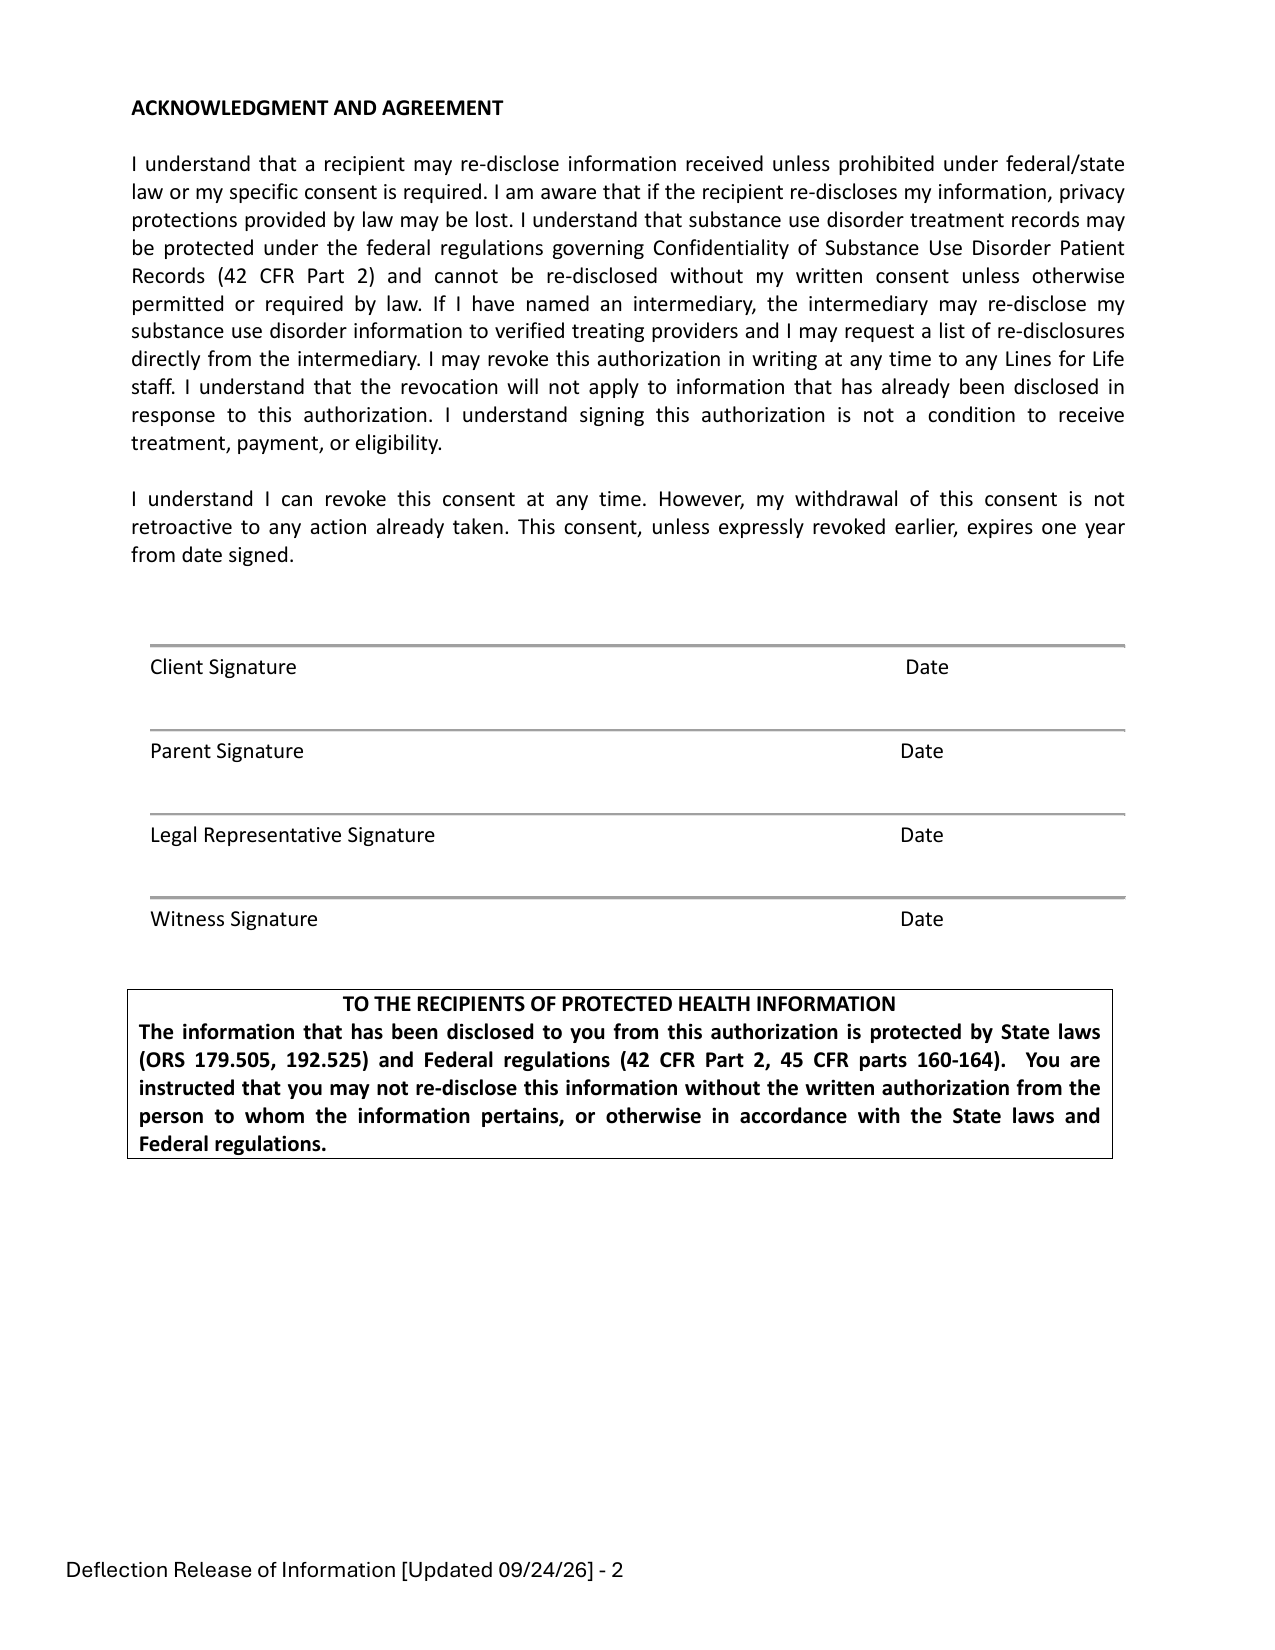 ACKNOWLEDGMENT AND AGREEMENT
I understand that a recipient may re-disclose information received unless prohibited under federal/state
law or my specific consent is required. I am aware that if the recipient re-discloses my information, privacy
protections provided by law may be lost. I understand that substance use disorder treatment records may
be protected under the federal regulations governing Confidentiality of Substance Use Disorder Patient
Records (42 CFR Part 2) and cannot be re-disclosed without my written consent unless otherwise
permitted or required by law. If I have named an intermediary, the intermediary may re-disclose my
substance use disorder information to verified treating providers and I may request a list of re-disclosures
directly from the intermediary. I may revoke this authorization in writing at any time to any Lines for Life
staff. I understand that the revocation will not apply to information that has already been disclosed in
response to this authorization. I understand signing this authorization is not a condition to receive
treatment, payment, or eligibility.
I understand I can revoke this consent at any time. However, my withdrawal of this consent is not
retroactive to any action already taken. This consent, unless expressly revoked earlier, expires one year
from date signed.
Client Signature Date
Parent Signature Date
Legal Representative Signature Date
Witness Signature Date
TO THE RECIPIENTS OF PROTECTED HEALTH INFORMATION
The information that has been disclosed to you from this authorization is protected by State laws
(ORS 179.505, 192.525) and Federal regulations (42 CFR Part 2, 45 CFR parts 160-164). You are
instructed that you may not re-disclose this information without the written authorization from the
person to whom the information pertains, or otherwise in accordance with the State laws and
Federal regulations.
Deflection Release of Information [Updated 09/24/26] - 2